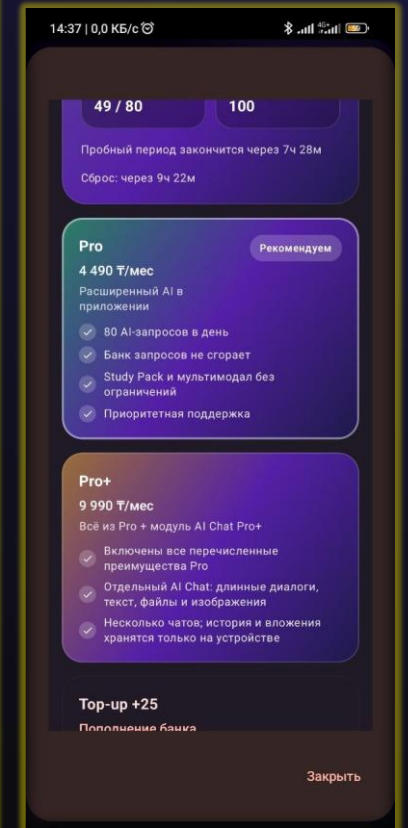 14:37 | 0,0 КБ/с
4G+
49 / 80
100
Пробный период закончится через 7ч 28м
Сброс: через 9ч 22м
Pro
Рекомендуем
4 490 ₸/мес
Расширенный AI в
приложении
80 AI-запросов в день
Банк запросов не сгорает
Study Pack и мультимодал без
ограничений
Приоритетная поддержка
Pro+
9 990 ₸/мес
Всё из Pro + модуль AI Chat Pro+
Включены все перечисленные
преимущества Pro
Отдельный AI Chat: длинные диалоги,
текст, файлы и изображения
Несколько чатов; история и вложения
хранятся только на устройстве
Top-up +25
Пополнение банка
Закрыть